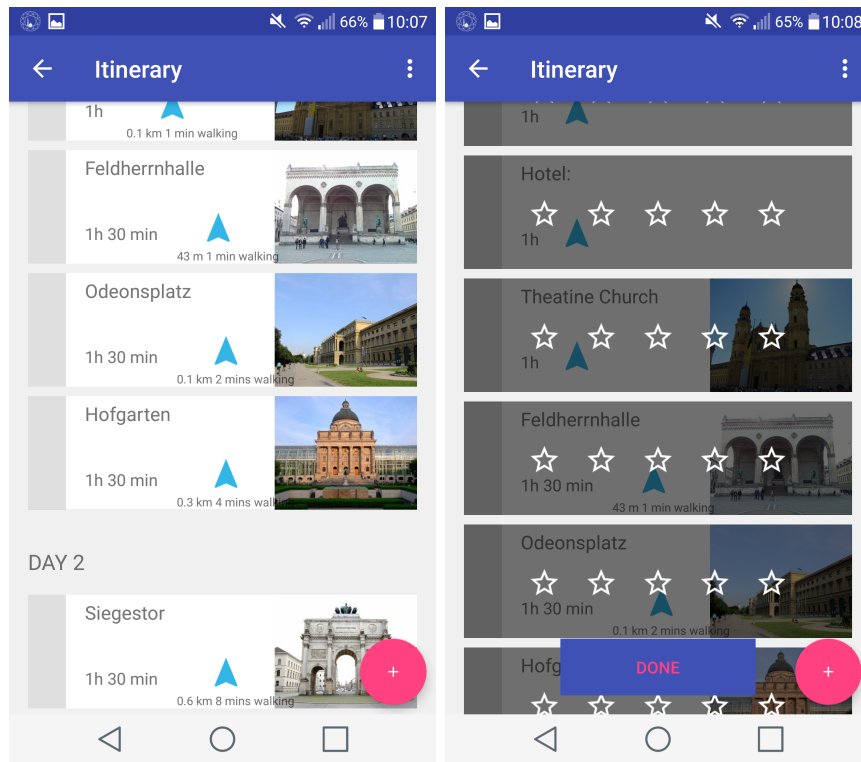 66% 10:07
Itinerary
1h
0.1 km 1 min walking
Feldherrnhalle
1h 30 min
43 m 1 min walking
Odeonsplatz
1h 30 min
0.1 km 2 mins walking
Hofgarten
1h 30 min
0.3 km 4 mins walking
DAY 2
Siegestor
1h 30 min
0.6 km 8 mins walking
+
65% 10:08
Itinerary
1h
Hotel:
1h
Theatine Church
1h
Feldherrnhalle
1h 30 min
43 m 1 min walking
Odeonsplatz
1h 30 min
0.1 km 2 mins walking
Hofg
DONE
+